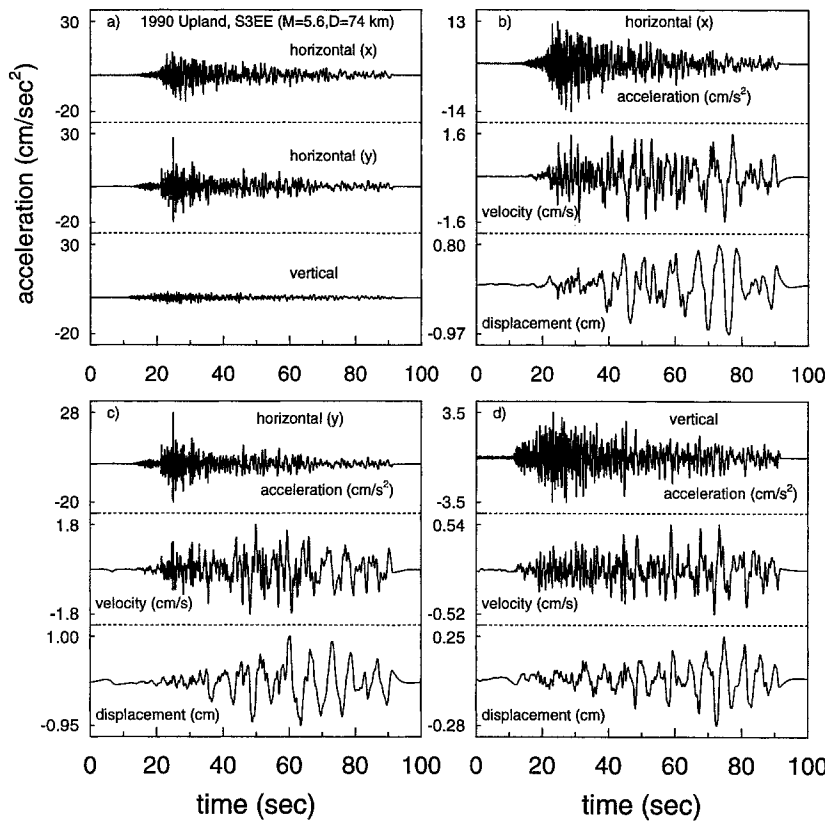 a) 1990 Upland, S3EE (M=5.6,D=74 km)
30
horizontal (x)
-20
30
horizontal (y)
-20
30
vertical
-20
0 20 40 60 80 100
acceleration (cm/sec²)
b) horizontal (x)
13
acceleration (cm/s²)
-14
1.6
velocity (cm/s)
-1.6
0.80
displacement (cm)
-0.97
0 20 40 60 80 100
c) horizontal (y)
28
acceleration (cm/s²)
-20
1.8
velocity (cm/s)
-1.8
1.00
displacement (cm)
-0.95
0 20 40 60 80 100
time (sec)
d) vertical
3.5
acceleration (cm/s²)
-3.5
0.54
velocity (cm/s)
-0.52
0.25
displacement (cm)
-0.28
0 20 40 60 80 100
time (sec)